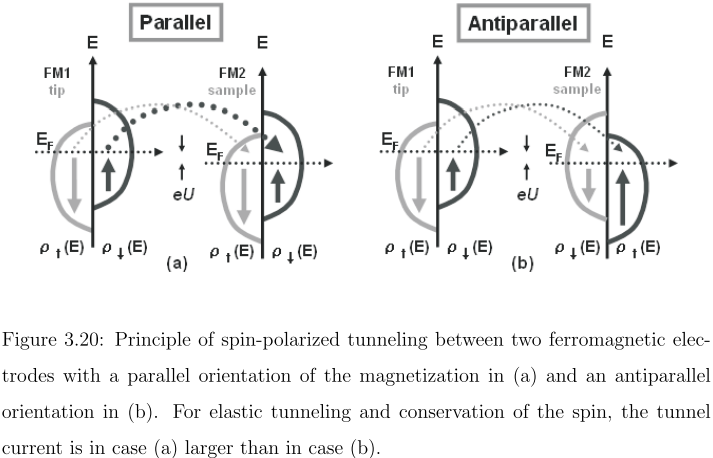 Parallel
Antiparallel
E
E
E
E
FM1
tip
FM2
sample
FM1
tip
FM2
sample
E_F
E_F
E_F
E_F
eU
eU
ρ↑(E) ρ↓(E)
ρ↑(E) ρ↓(E)
ρ↑(E) ρ↓(E)
ρ↓(E) ρ↑(E)
(a)
(b)
Figure 3.20: Principle of spin-polarized tunneling between two ferromagnetic elec-
trodes with a parallel orientation of the magnetization in (a) and an antiparallel
orientation in (b). For elastic tunneling and conservation of the spin, the tunnel
current is in case (a) larger than in case (b).